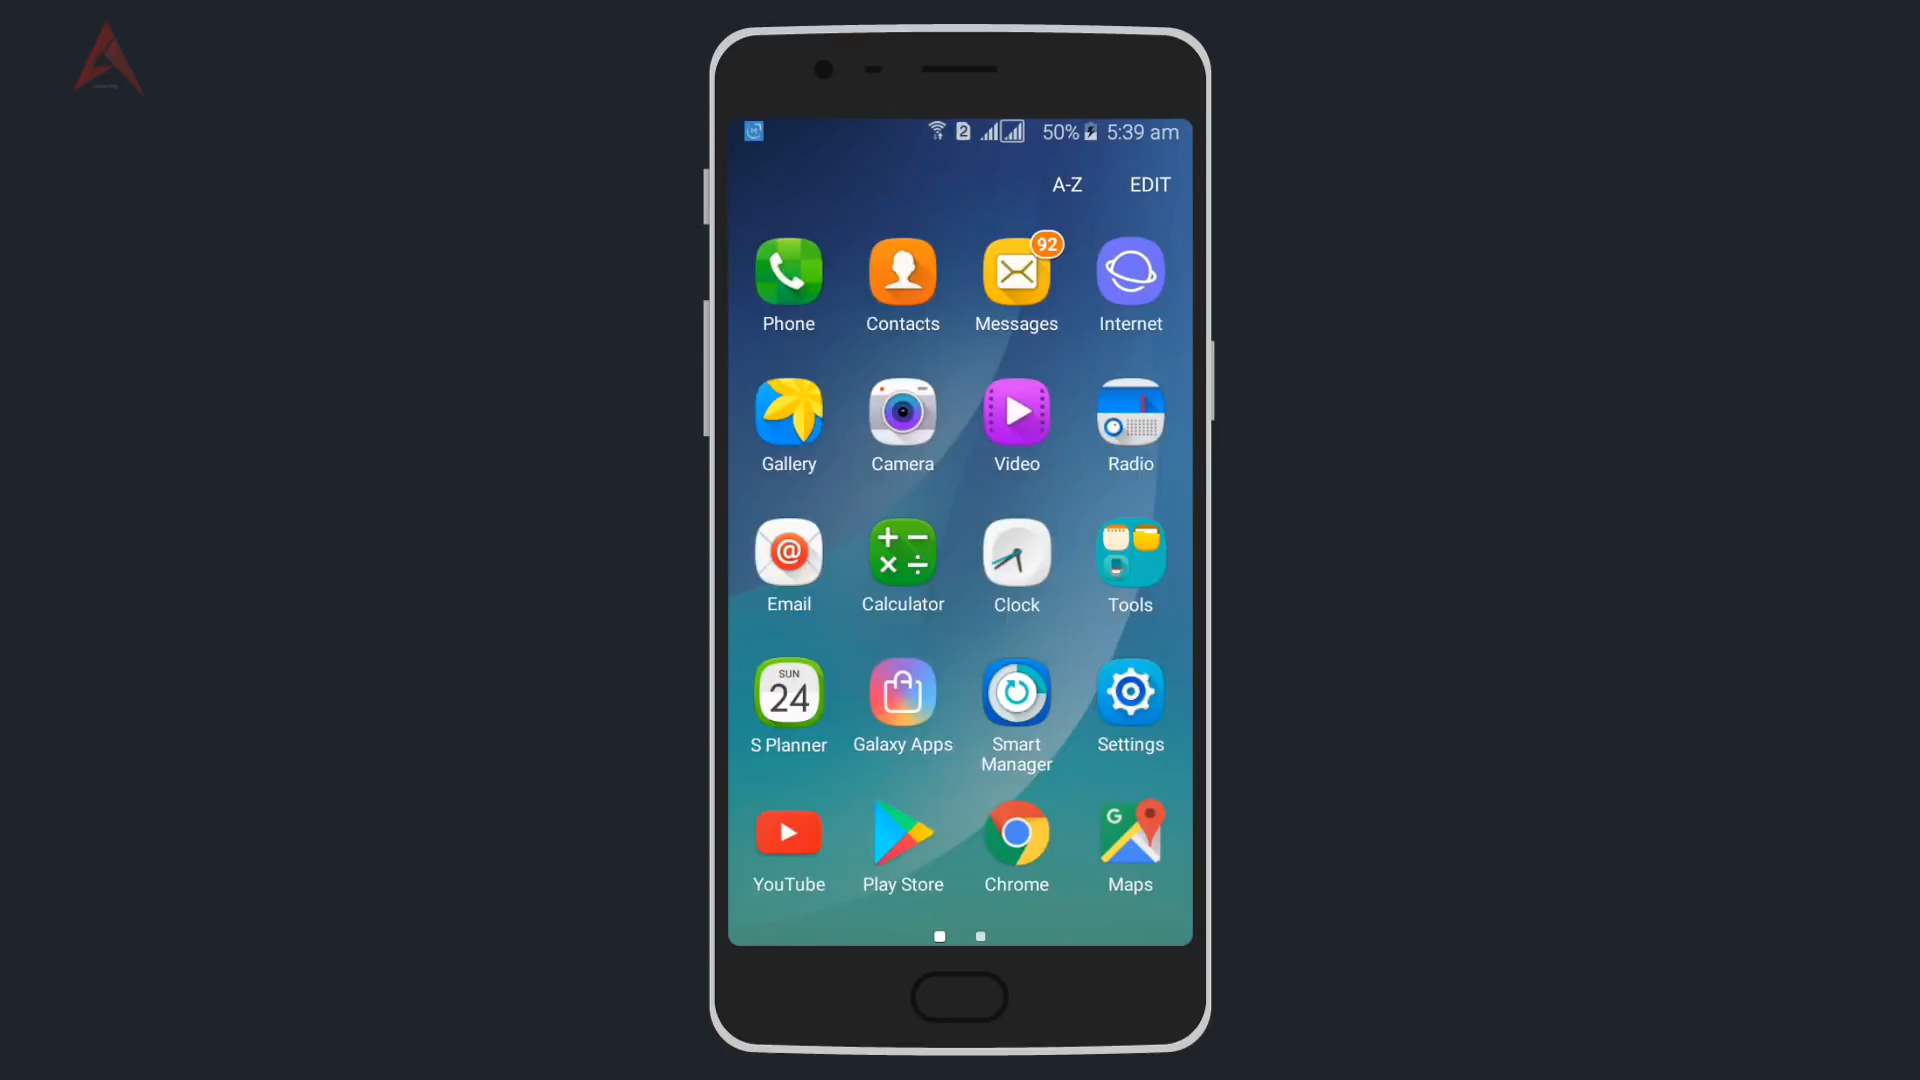 2 50% 5:39 am
A-Z EDIT
92
Phone Contacts Messages Internet
Gallery Camera Video Radio
@
Email Calculator Clock Tools
SUN
24
S Planner Galaxy Apps Smart Manager Settings
G
YouTube Play Store Chrome Maps